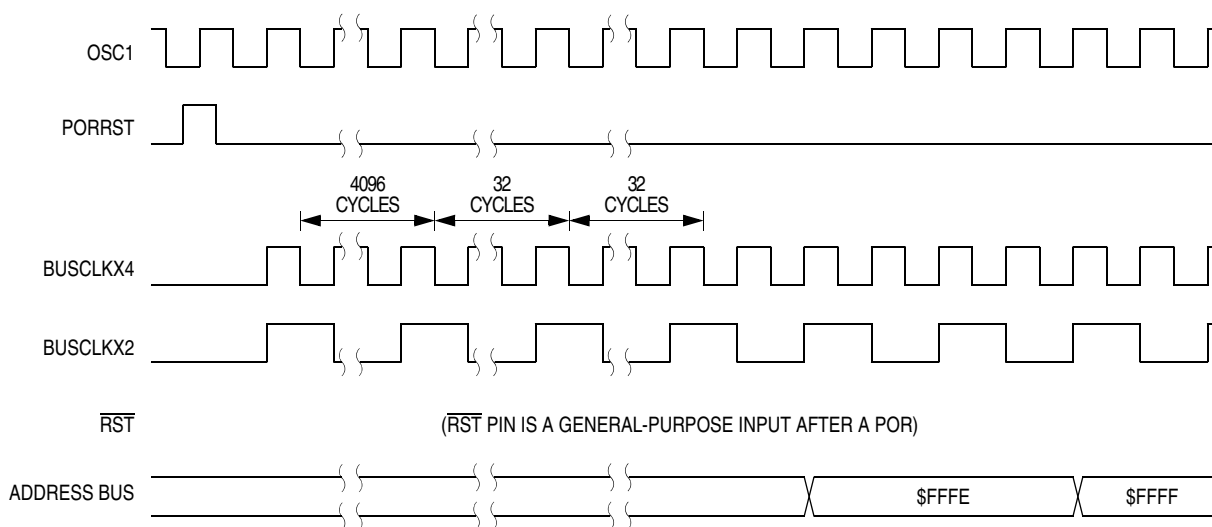 OSC1
PORRST
4096
CYCLES
32
CYCLES
32
CYCLES
BUSCLKX4
BUSCLKX2
RST
(RST PIN IS A GENERAL-PURPOSE INPUT AFTER A POR)
ADDRESS BUS
$FFFE
$FFFF